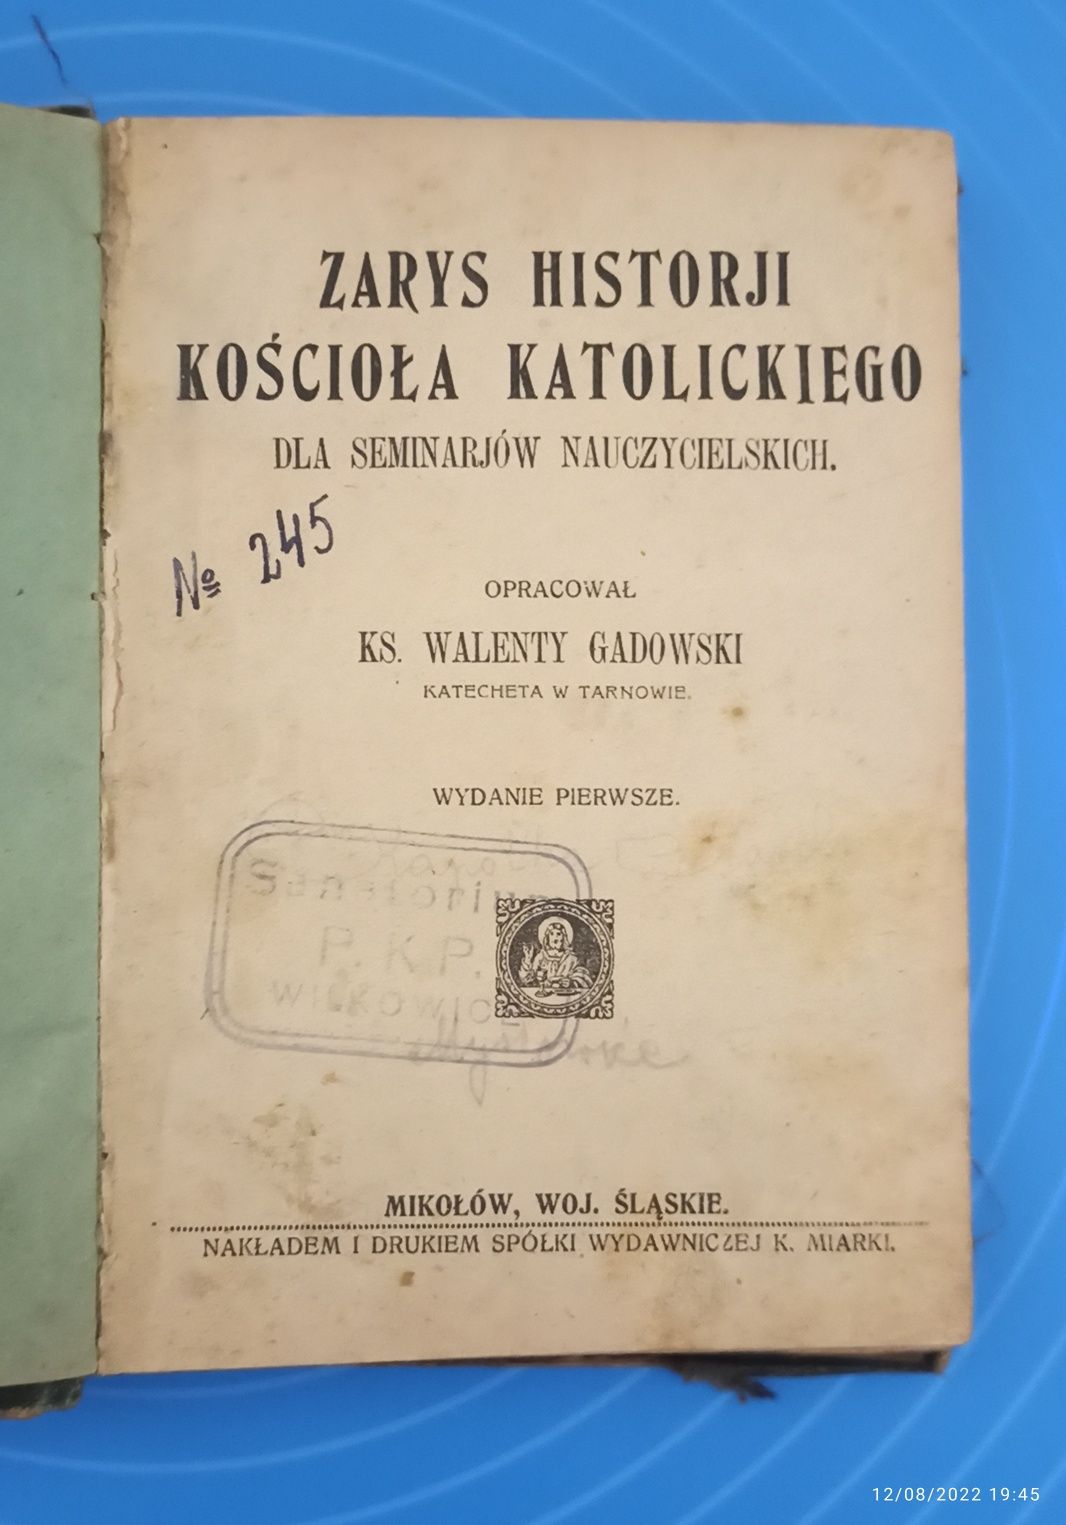 ZARYS HISTORJI
KOŚCIOŁA KATOLICKIEGO
DLA SEMINARJÓW NAUCZYCIELSKICH.
№ 245
OPRACOWAŁ
KS. WALENTY GADOWSKI
KATECHETA W TARNOWIE.
WYDANIE PIERWSZE.
Sanatorium
P. K. P.
MIKOŁÓW, WOJ. ŚLĄSKIE.
NAKŁADEM I DRUKIEM SPÓŁKI WYDAWNICZEJ K. MIARKI.
12/08/2022 19:45